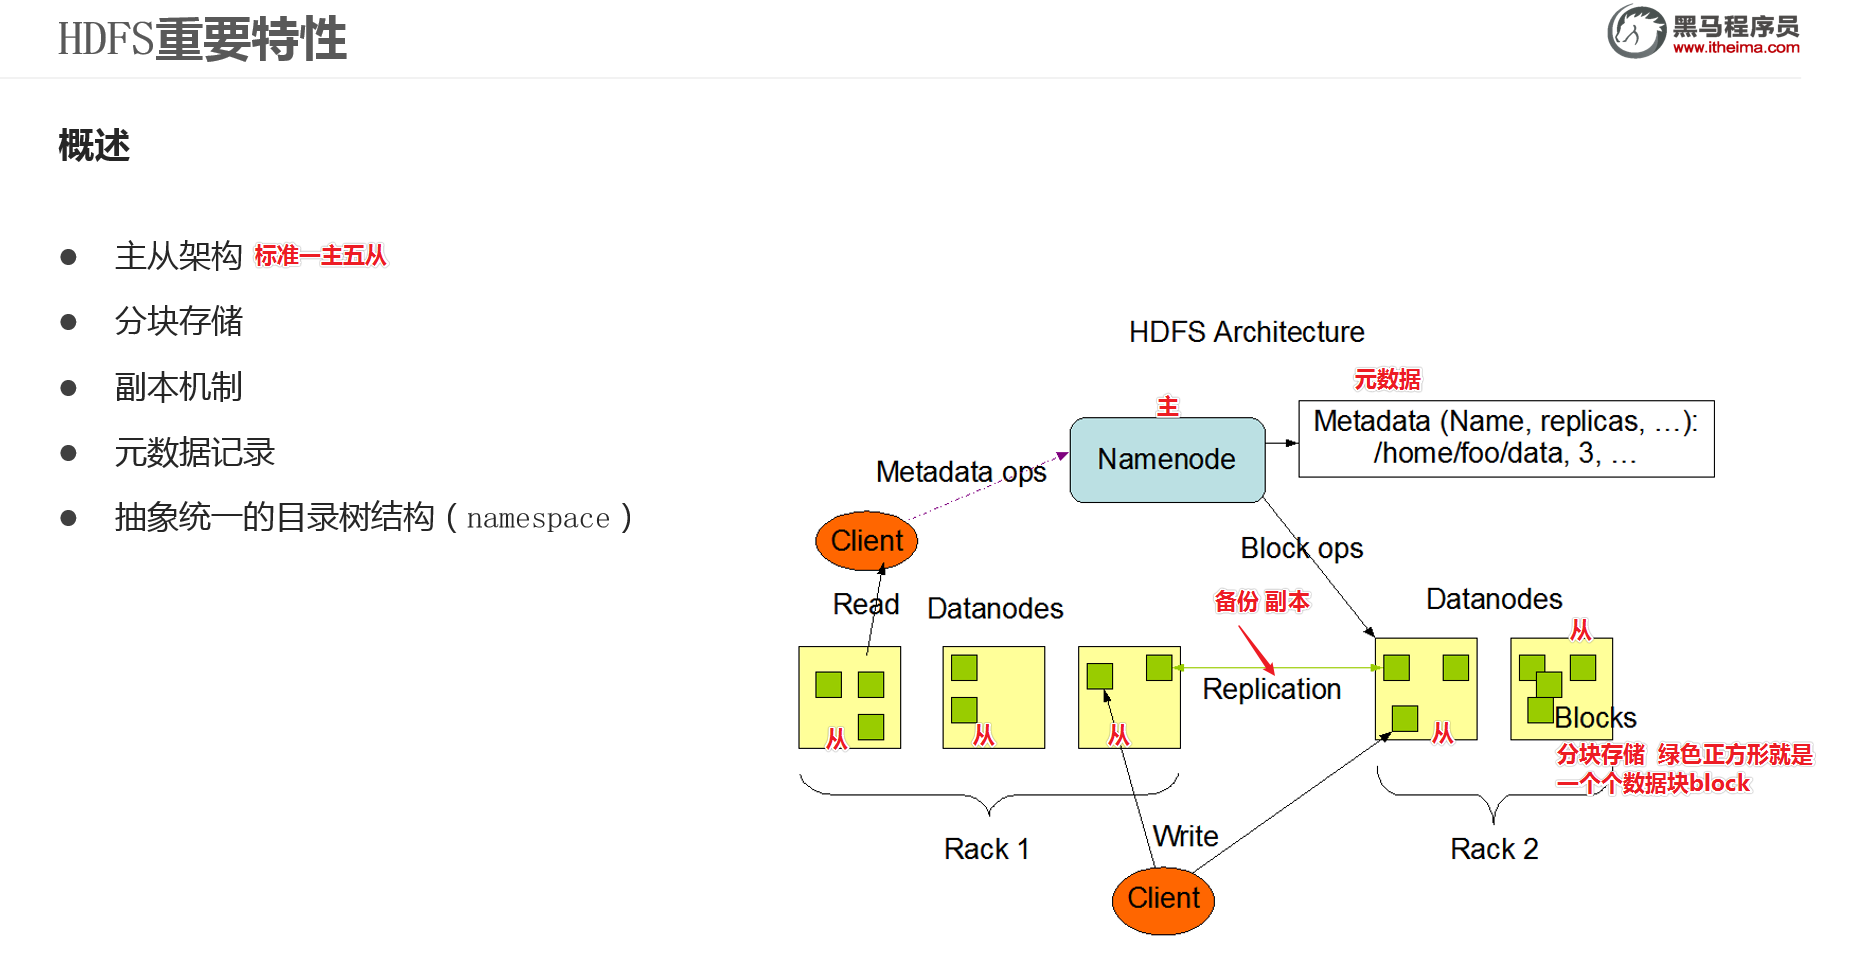 HDFS重要特性
黑马程序员
www.itheima.com
概述
主从架构 标准一主五从
分块存储
副本机制
元数据记录
抽象统一的目录树结构（namespace）
HDFS Architecture
元数据
主
Metadata (Name, replicas, …):
/home/foo/data, 3, …
Namenode
Metadata ops
Client
Block ops
Read
Datanodes
备份 副本
Datanodes
从
Replication
Blocks
从
从
从
从
分块存储 绿色正方形就是
一个个数据块block
Write
Rack 1
Rack 2
Client